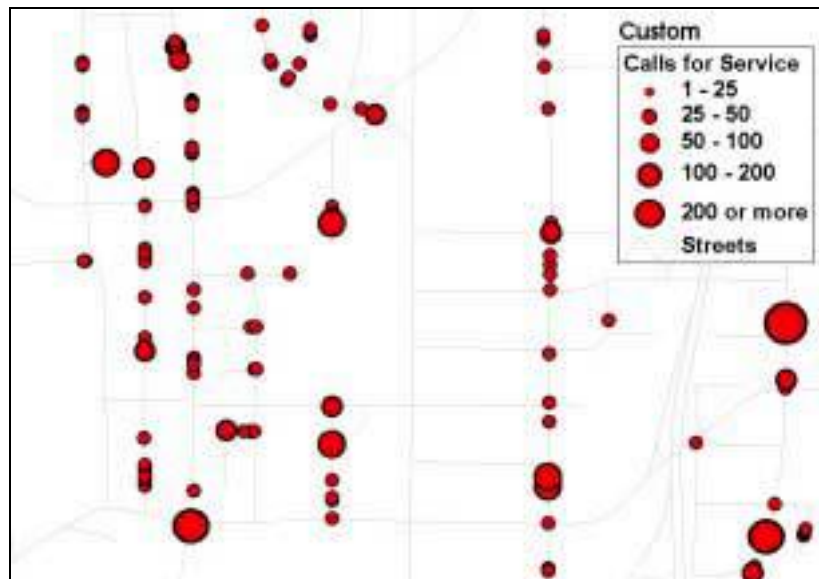 Custom
Calls for Service
1 - 25
25 - 50
50 - 100
100 - 200
200 or more
Streets